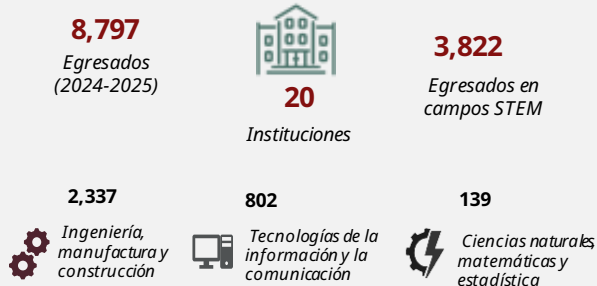 8,797
Egresados
(2024-2025)
20
Instituciones
3,822
Egresados en
campos STEM
2,337
Ingeniería,
manufactura y
construcción
802
Tecnologías de la
información y la
comunicación
139
Ciencias naturales,
matemáticas y
estadística